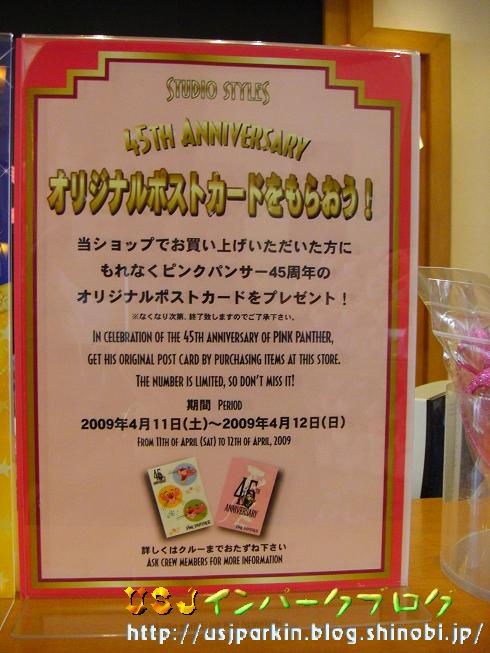 STUDIO STYLES
45TH ANNIVERSARY
オリジナルポストカードをもらおう！
当ショップでお買い上げいただいた方に
もれなくピンクパンサー45周年の
オリジナルポストカードをプレゼント！
※なくなり次第、終了致しますのでご了承下さい。
IN CELEBRATION OF THE 45TH ANNIVERSARY OF PINK PANTHER,
GET HIS ORIGINAL POST CARD BY PURCHASING ITEMS AT THIS STORE.
THE NUMBER IS LIMITED, SO DON'T MISS IT!
期間 PERIOD
2009年4月11日(土)～2009年4月12日(日)
FROM 11TH OF APRIL (SAT) TO 12TH OF APRIL, 2009
45TH
ANNIVERSARY
詳しくはクルーまでおたずね下さい
ASK CREW MEMBERS FOR MORE INFORMATION
USJインパークブログ
http://usjparkin.blog.shinobi.jp/